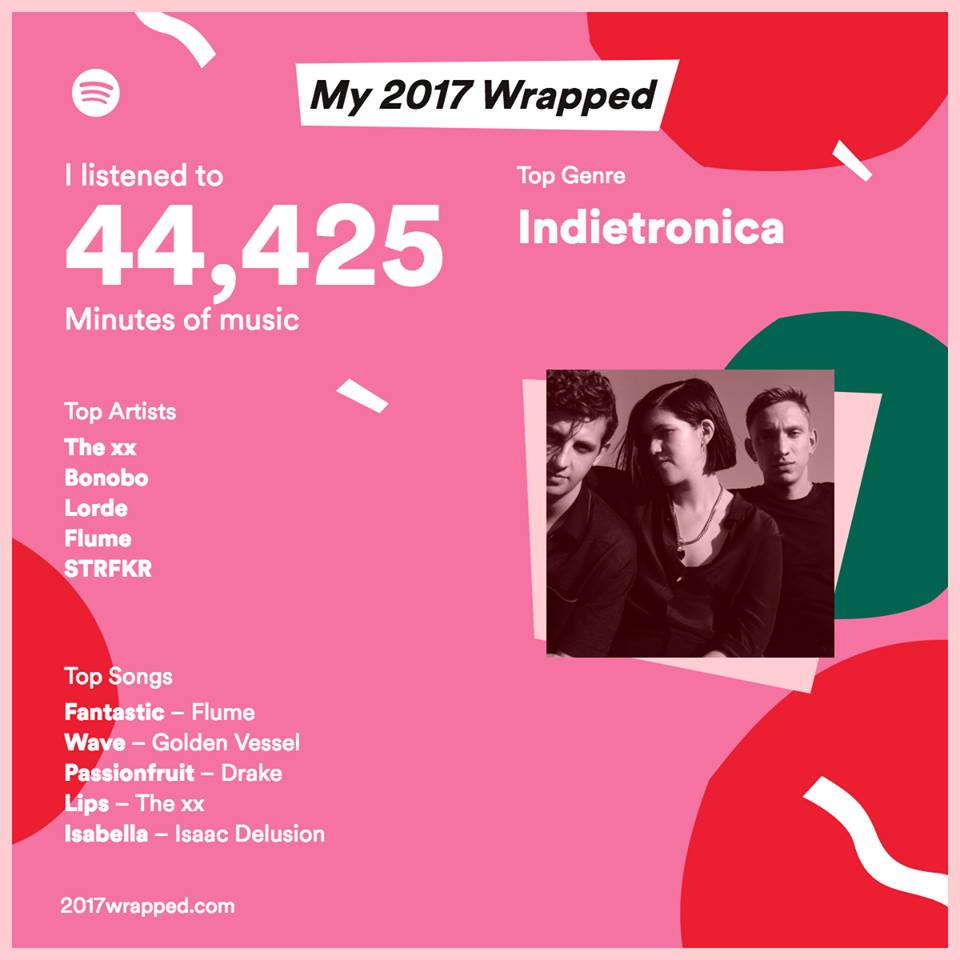 My 2017 Wrapped
I listened to
44,425
Minutes of music
Top Genre
Indietronica
Top Artists
The xx
Bonobo
Lorde
Flume
STRFKR
Top Songs
Fantastic – Flume
Wave – Golden Vessel
Passionfruit – Drake
Lips – The xx
Isabella – Isaac Delusion
2017wrapped.com